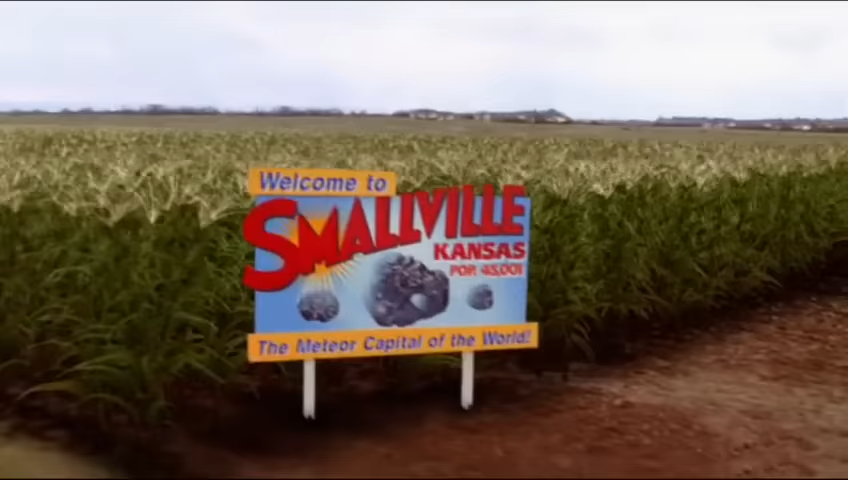 Welcome to
SMALLVILLE
KANSAS
POP. 45,001
The Meteor Capital of the World!